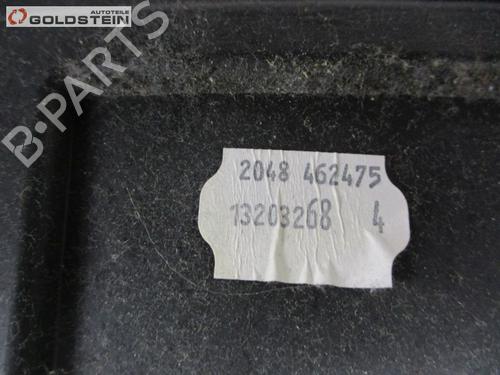 AUTOTEILE
GOLDSTEIN
B-PARTS
2048 462475
13203268 4